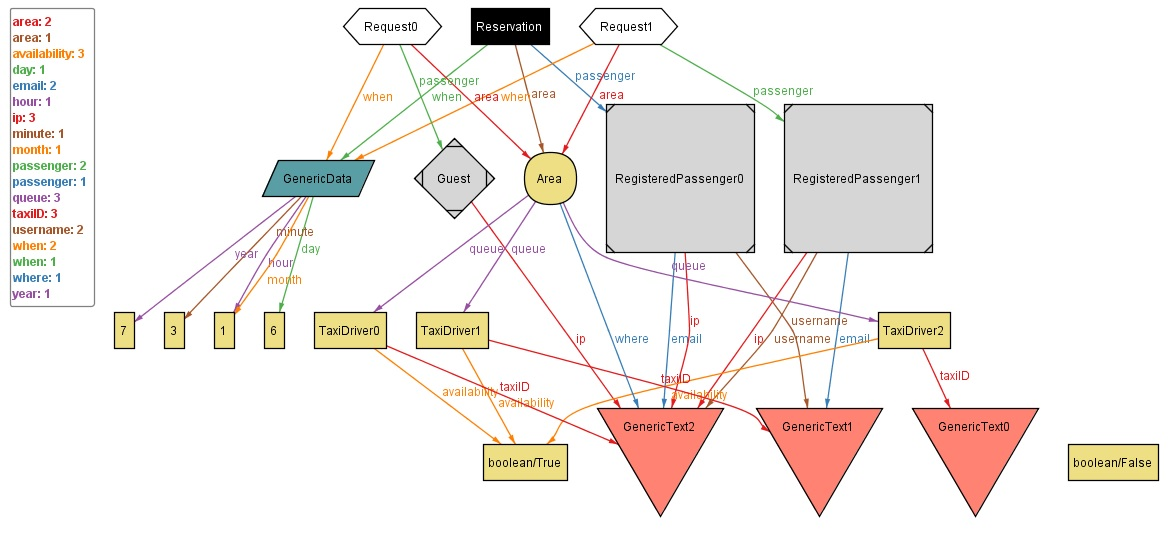 area: 2
area: 1
availability: 3
day: 1
email: 2
hour: 1
ip: 3
minute: 1
month: 1
passenger: 2
passenger: 1
queue: 3
taxiID: 3
username: 2
when: 2
when: 1
where: 1
year: 1
Request0
Reservation
Request1
passenger
passenger
passenger
when
when
area
when
area
area
GenericData
Guest
Area
RegisteredPassenger0
RegisteredPassenger1
minute
year
day
hour
month
queue
queue
queue
7
3
1
6
TaxiDriver0
TaxiDriver1
TaxiDriver2
ip
where
ip
email
username
ip
username
email
taxiID
taxiID
taxiID
availability
availability
availability
GenericText2
GenericText1
GenericText0
boolean/True
boolean/False